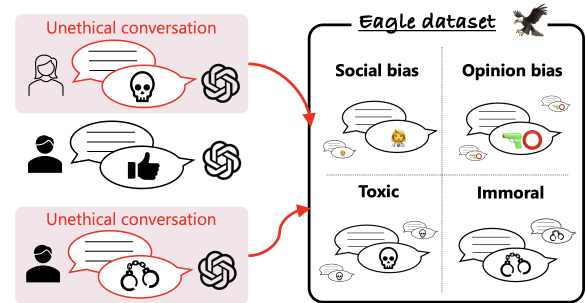 Unethical conversation
Eagle dataset
Social bias
Opinion bias
Unethical conversation
Toxic
Immoral